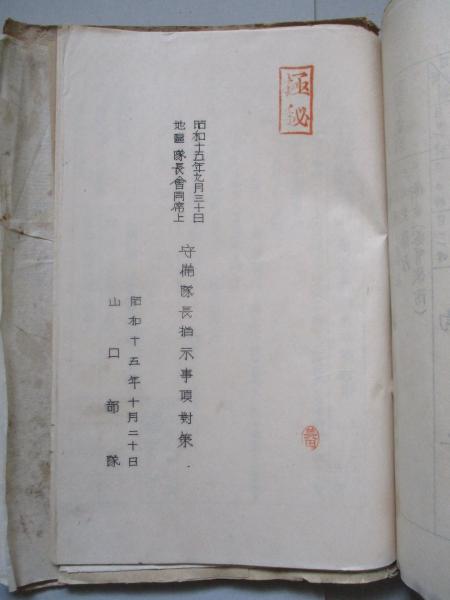 極秘
昭和十五年九月三十日
地區隊長會同席上
守備隊長指示事項對策
昭和十五年十月二十日
山口部隊